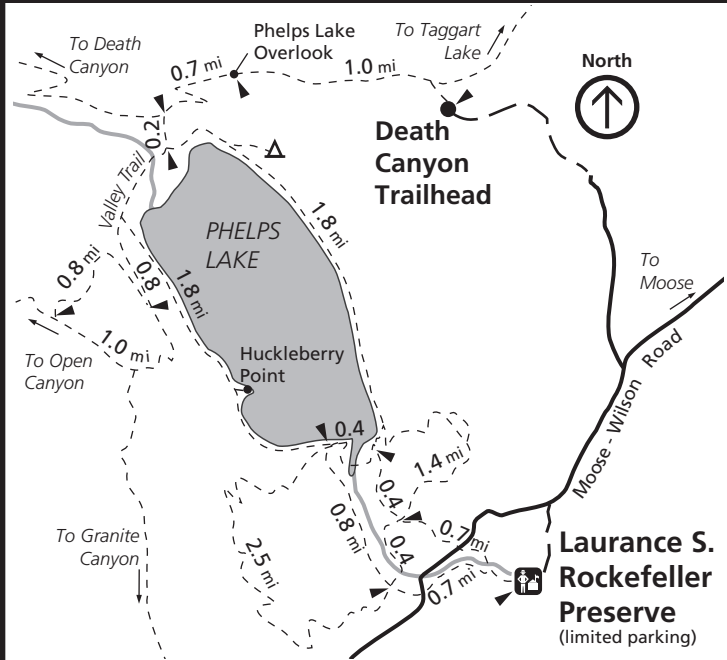 To Death
Canyon
0.7 mi
Phelps Lake
Overlook
1.0 mi
To Taggart
Lake
North
0.2
Death
Canyon
Trailhead
Valley Trail
PHELPS
LAKE
1.8 mi
To
Moose
0.8 mi
0.8
1.8 mi
To Open
Canyon
1.0 mi
Huckleberry
Point
Moose - Wilson Road
0.4
1.4 mi
0.4
To Granite
Canyon
2.5 mi
0.8
0.4
0.7 mi
0.7 mi
Laurance S.
Rockefeller
Preserve
(limited parking)